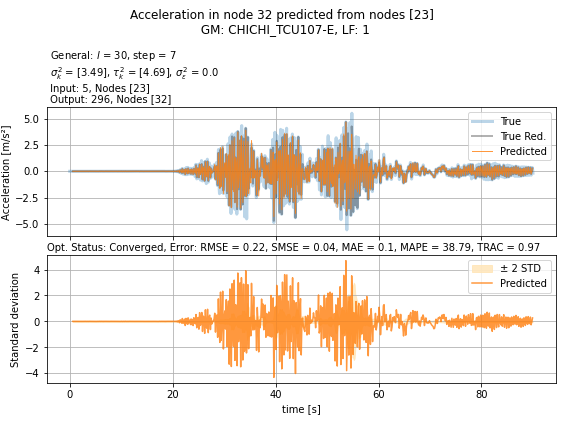 Acceleration in node 32 predicted from nodes [23]
GM: CHICHI_TCU107-E, LF: 1
General: l = 30, step = 7
σ²ₖ = [3.49], τ²ₖ = [4.69], σ²ₑ = 0.0
Input: 5, Nodes [23]
Output: 296, Nodes [32]
Acceleration [m/s²]
5.0
2.5
0.0
−2.5
−5.0
True
True Red.
Predicted
Opt. Status: Converged, Error: RMSE = 0.22, SMSE = 0.04, MAE = 0.1, MAPE = 38.79, TRAC = 0.97
Standard deviation
4
2
0
−2
−4
± 2 STD
Predicted
0 20 40 60 80
time [s]